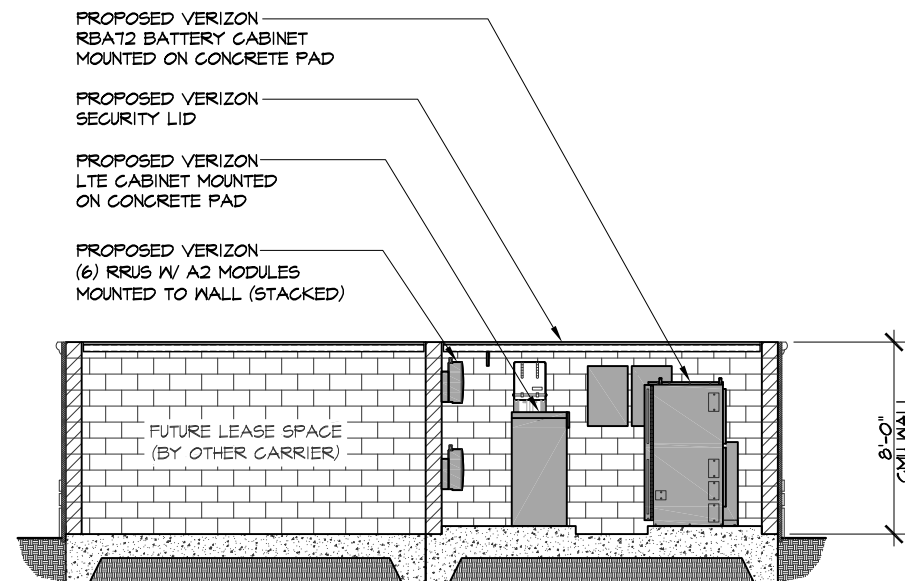 PROPOSED VERIZON
RBA72 BATTERY CABINET
MOUNTED ON CONCRETE PAD
PROPOSED VERIZON
SECURITY LID
PROPOSED VERIZON
LTE CABINET MOUNTED
ON CONCRETE PAD
PROPOSED VERIZON
(6) RRUS W/ A2 MODULES
MOUNTED TO WALL (STACKED)
FUTURE LEASE SPACE
(BY OTHER CARRIER)
8'-0"
CMU WALL